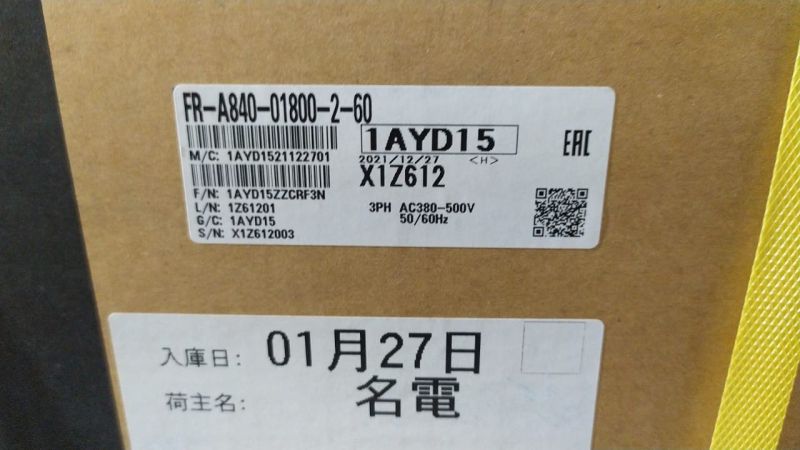 FR-A840-01800-2-60
M/C: 1AYD1521122701
1AYD15
2021/12/27 <H>
EAC
X1Z612
F/N: 1AYD15ZZCRF3N
L/N: 1Z61201
G/C: 1AYD15
S/N: X1Z612003
3PH AC380-500V
50/60Hz
入庫日: 01月27日
荷主名: 名電